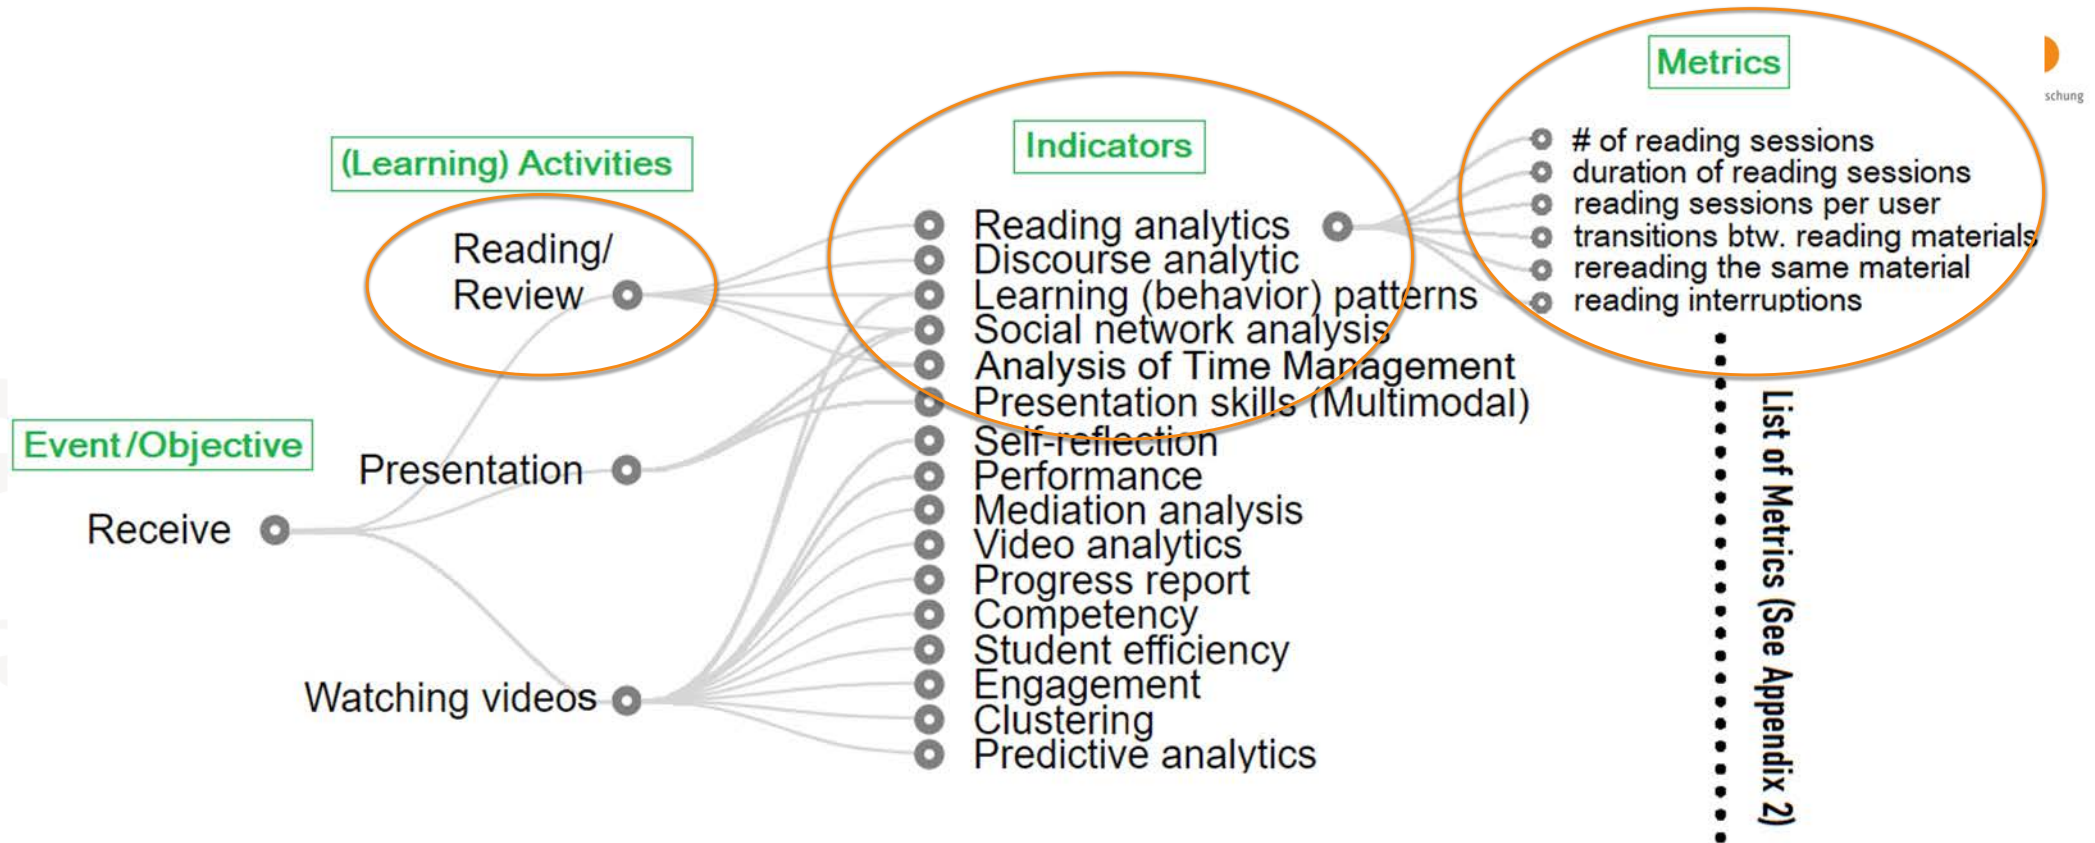 Metrics
schung
# of reading sessions
duration of reading sessions
reading sessions per user
transitions btw. reading materials
rereading the same material
reading interruptions
List of Metrics (See Appendix 2)
Indicators
Reading analytics
Discourse analytic
Learning (behavior) patterns
Social network analysis
Analysis of Time Management
Presentation skills (Multimodal)
Self-reflection
Performance
Mediation analysis
Video analytics
Progress report
Competency
Student efficiency
Engagement
Clustering
Predictive analytics
(Learning) Activities
Reading/
Review
Presentation
Watching videos
Event/Objective
Receive